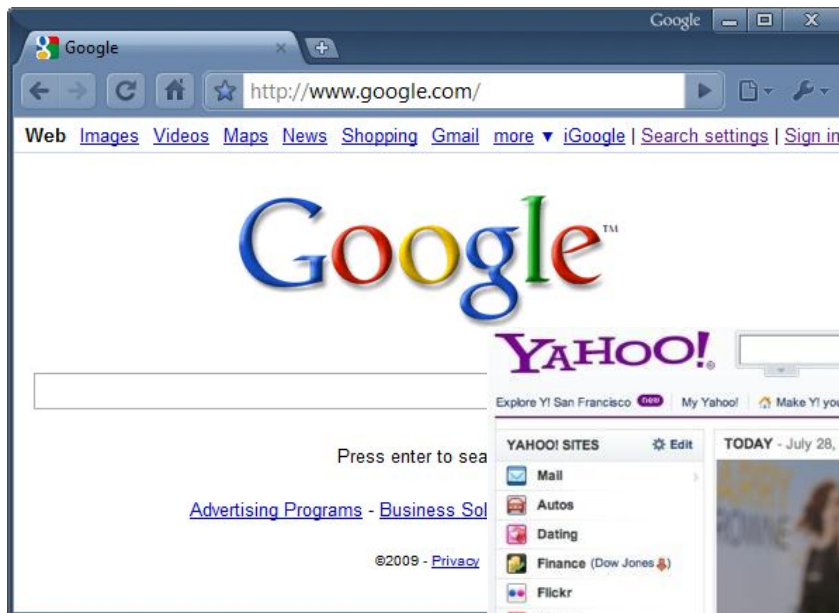 Google
Google
http://www.google.com/
Web Images Videos Maps News Shopping Gmail more ▼ iGoogle | Search settings | Sign in
Google™
YAHOO!®
Explore Y! San Francisco new My Yahoo! Make Y! you
Press enter to sea
YAHOO! SITES Edit TODAY - July 28,
Mail
Advertising Programs - Business Sol
Autos
Dating
©2009 - Privacy
Finance (Dow Jones)
Flickr